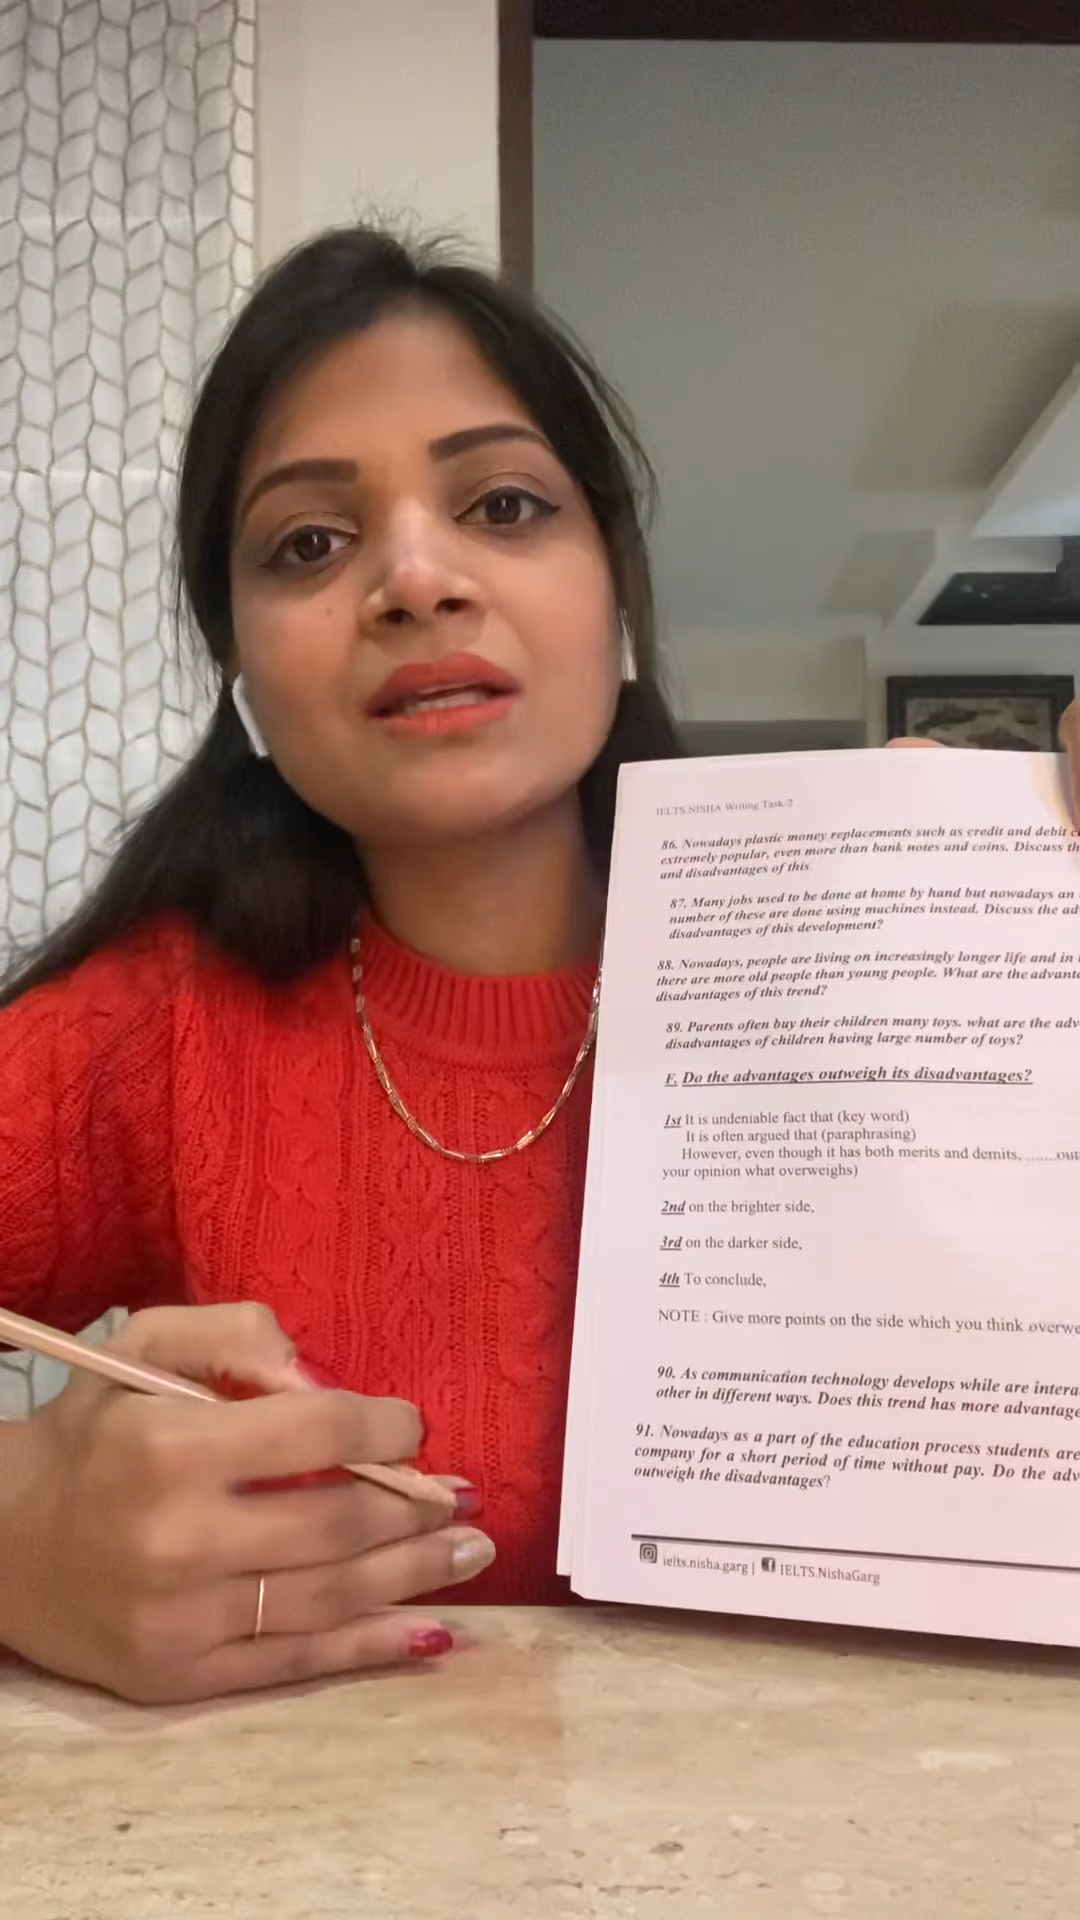 IELTS NISHA Writing Task-2
86. Nowadays plastic money replacements such as credit and debit
extremely popular, even more than bank notes and coins. Discuss
and disadvantages of this.
87. Many jobs used to be done at home by hand but nowadays an
number of these are done using machines instead. Discuss the
disadvantages of this development?
88. Nowadays, people are living on increasingly longer life and in
there are more old people than young people. What are the
disadvantages of this trend?
89. Parents often buy their children many toys. what are the
disadvantages of children having large number of toys?
F. Do the advantages outweigh its disadvantages?
1st It is undeniable fact that (key word)
It is often argued that (paraphrasing)
However, even though it has both merits and demits, ........out
your opinion what overweighs)
2nd on the brighter side,
3rd on the darker side,
4th To conclude,
NOTE : Give more points on the side which you think
90. As communication technology develops while are
other in different ways. Does this trend has more
91. Nowadays as a part of the education process students are
company for a short period of time without pay. Do the
outweigh the disadvantages?
ielts.nisha.garg | IELTS.NishaGarg